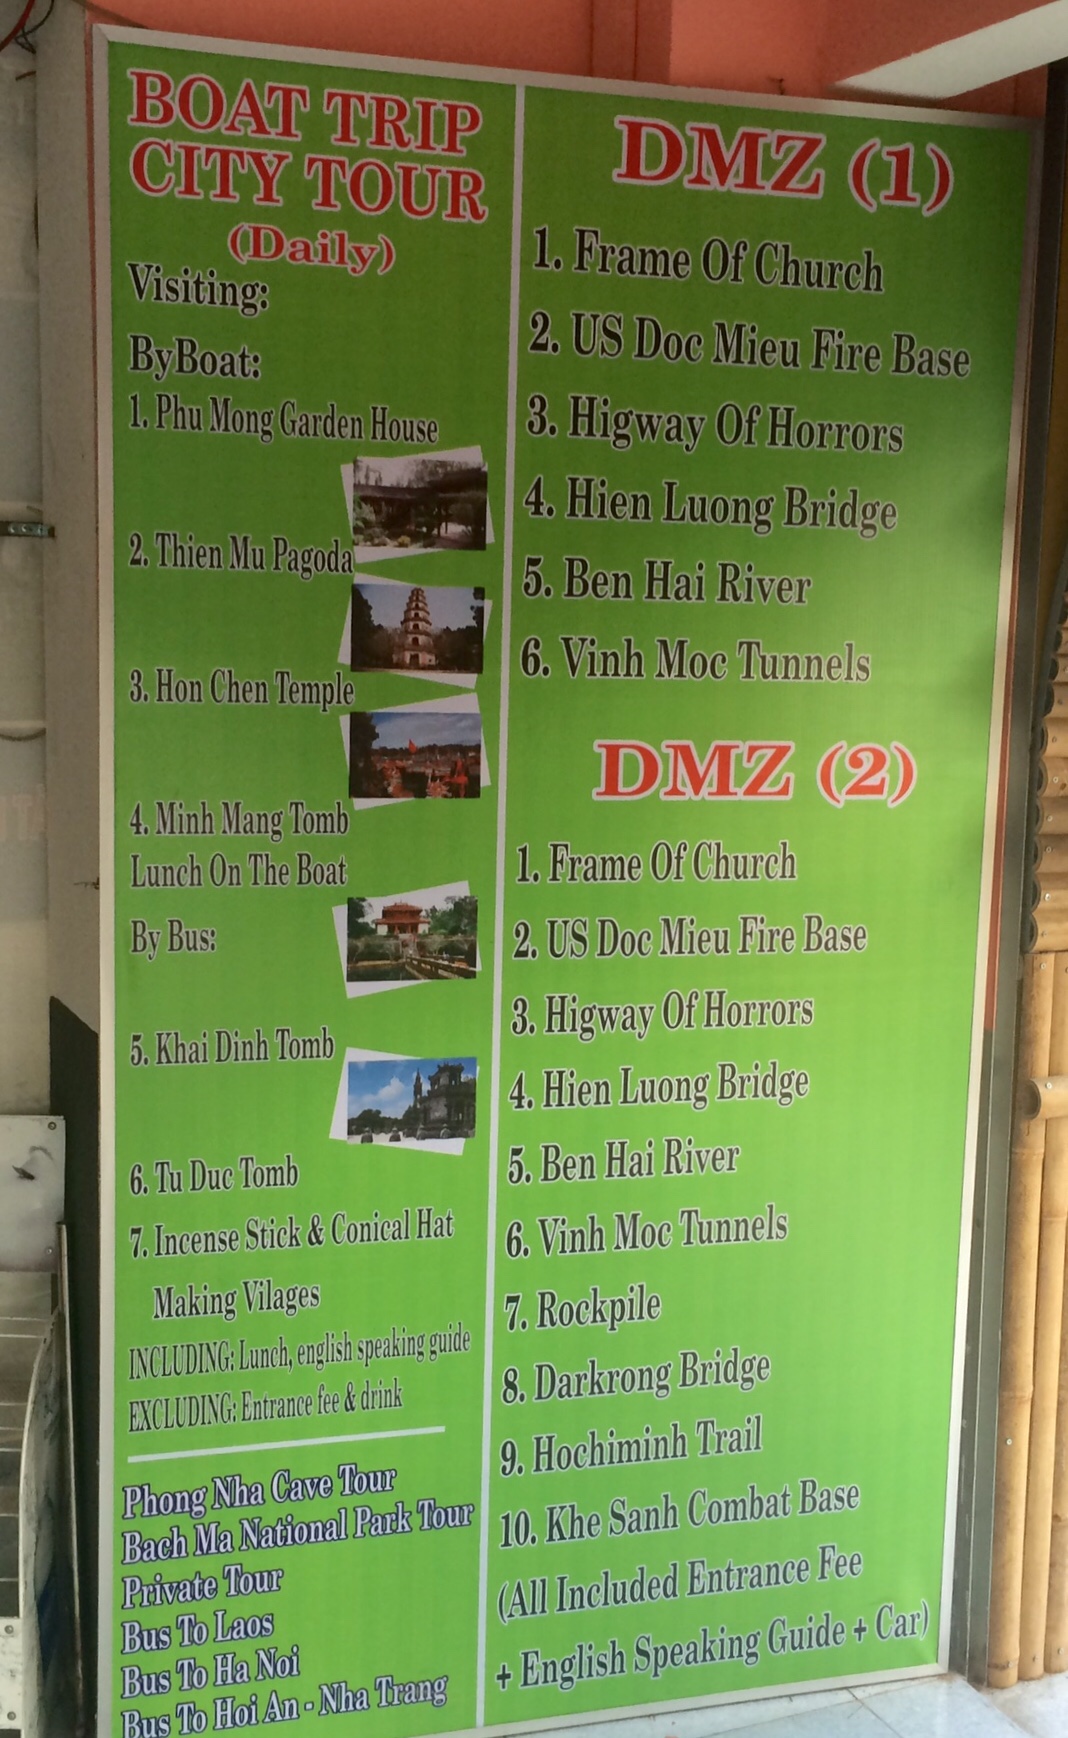 BOAT TRIP
CITY TOUR
(Daily)
Visiting:
ByBoat:
1. Phu Mong Garden House
2. Thien Mu Pagoda
3. Hon Chen Temple
4. Minh Mang Tomb
Lunch On The Boat
By Bus:
5. Khai Dinh Tomb
6. Tu Duc Tomb
7. Incense Stick & Conical Hat
Making Vilages
INCLUDING: Lunch, english speaking guide
EXCLUDING: Entrance fee & drink
Phong Nha Cave Tour
Bach Ma National Park Tour
Private Tour
Bus To Laos
Bus To Ha Noi
Bus To Hoi An - Nha Trang
DMZ (1)
1. Frame Of Church
2. US Doc Mieu Fire Base
3. Higway Of Horrors
4. Hien Luong Bridge
5. Ben Hai River
6. Vinh Moc Tunnels
DMZ (2)
1. Frame Of Church
2. US Doc Mieu Fire Base
3. Higway Of Horrors
4. Hien Luong Bridge
5. Ben Hai River
6. Vinh Moc Tunnels
7. Rockpile
8. Darkrong Bridge
9. Hochiminh Trail
10. Khe Sanh Combat Base
(All Included Entrance Fee
+ English Speaking Guide + Car)